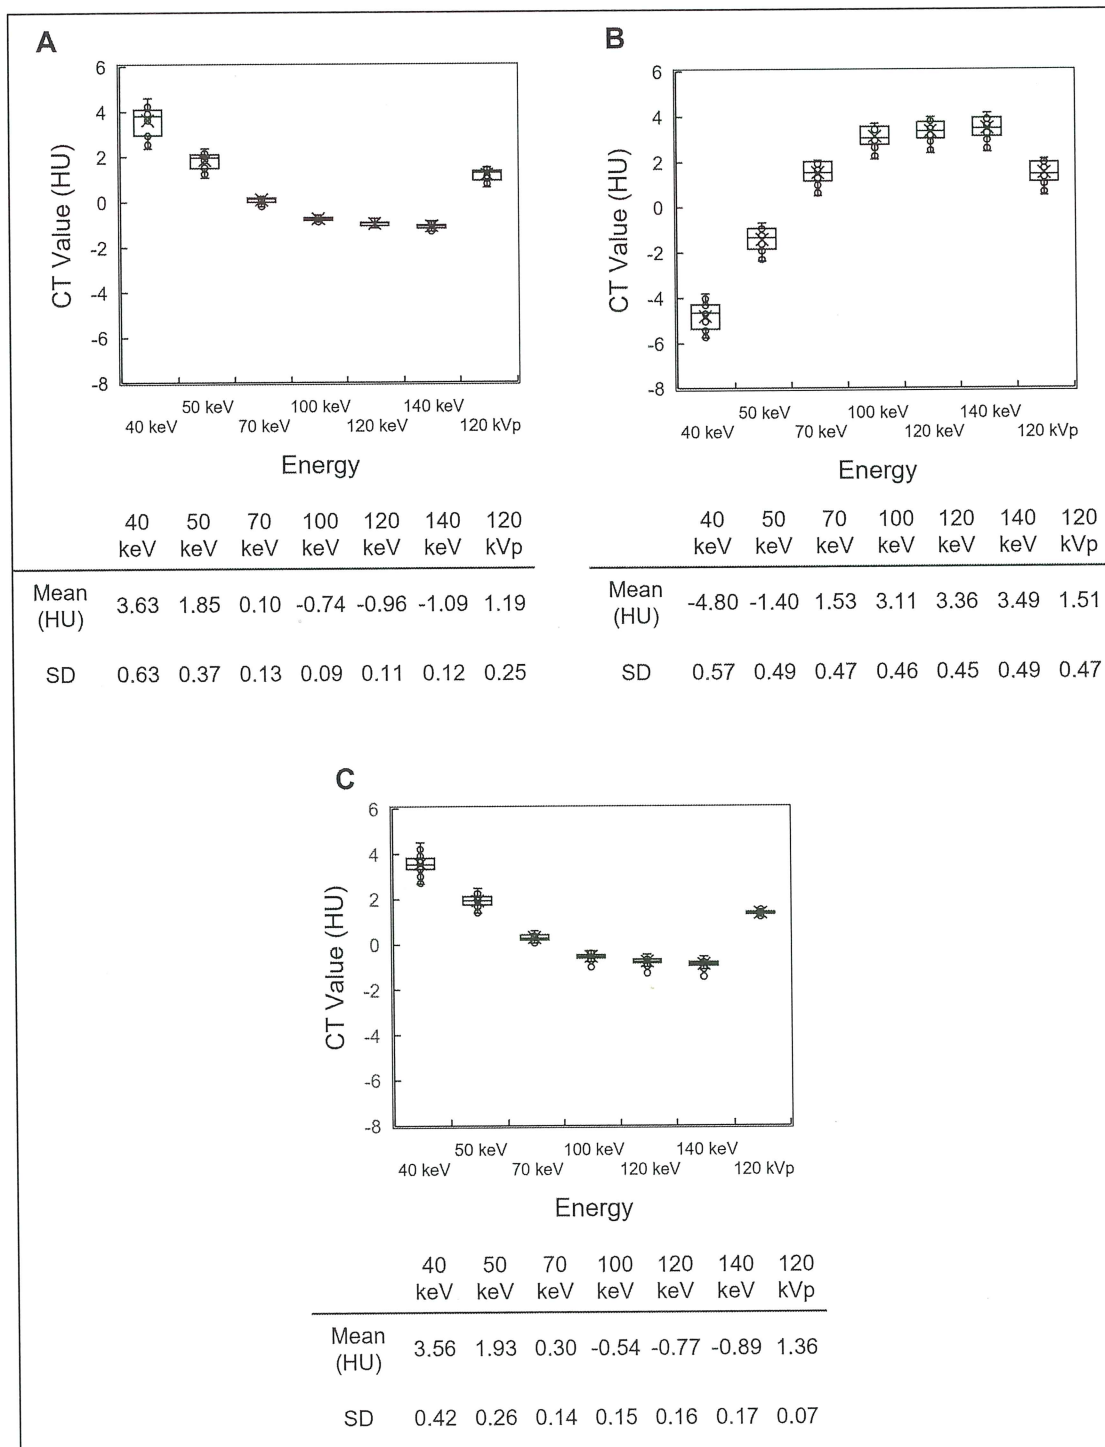 A
6
4
2
0
-2
-4
-6
-8
CT Value (HU)
50 keV 100 keV 140 keV
40 keV 70 keV 120 keV 120 kVp
Energy
40 50 70 100 120 140 120
keV keV keV keV keV keV kVp
Mean
(HU) 3.63 1.85 0.10 -0.74 -0.96 -1.09 1.19
SD 0.63 0.37 0.13 0.09 0.11 0.12 0.25
B
6
4
2
0
-2
-4
-6
-8
CT Value (HU)
50 keV 100 keV 140 keV
40 keV 70 keV 120 keV 120 kVp
Energy
40 50 70 100 120 140 120
keV keV keV keV keV keV kVp
Mean
(HU) -4.80 -1.40 1.53 3.11 3.36 3.49 1.51
SD 0.57 0.49 0.47 0.46 0.45 0.49 0.47
C
6
4
2
0
-2
-4
-6
-8
CT Value (HU)
50 keV 100 keV 140 keV
40 keV 70 keV 120 keV 120 kVp
Energy
40 50 70 100 120 140 120
keV keV keV keV keV keV kVp
Mean
(HU) 3.56 1.93 0.30 -0.54 -0.77 -0.89 1.36
SD 0.42 0.26 0.14 0.15 0.16 0.17 0.07